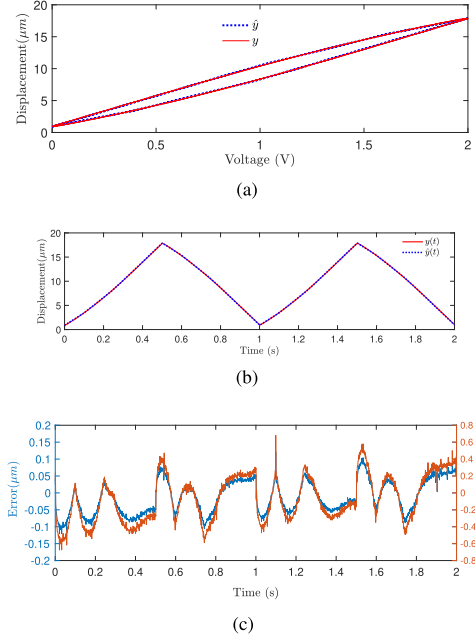 20
15
10
5
0
Displacement(μm)
ŷ
y
0 0.5 1 1.5 2
Voltage (V)
(a)
20
15
10
5
0
Displacement(μm)
y(t)
ŷ(t)
0 0.2 0.4 0.6 0.8 1 1.2 1.4 1.6 1.8 2
Time (s)
(b)
0.2
0.15
0.1
0.05
0
-0.05
-0.1
-0.15
-0.2
Error(μm)
0.8
0.6
0.4
0.2
0
-0.2
-0.4
-0.6
-0.8
0 0.2 0.4 0.6 0.8 1 1.2 1.4 1.6 1.8 2
Time (s)
(c)